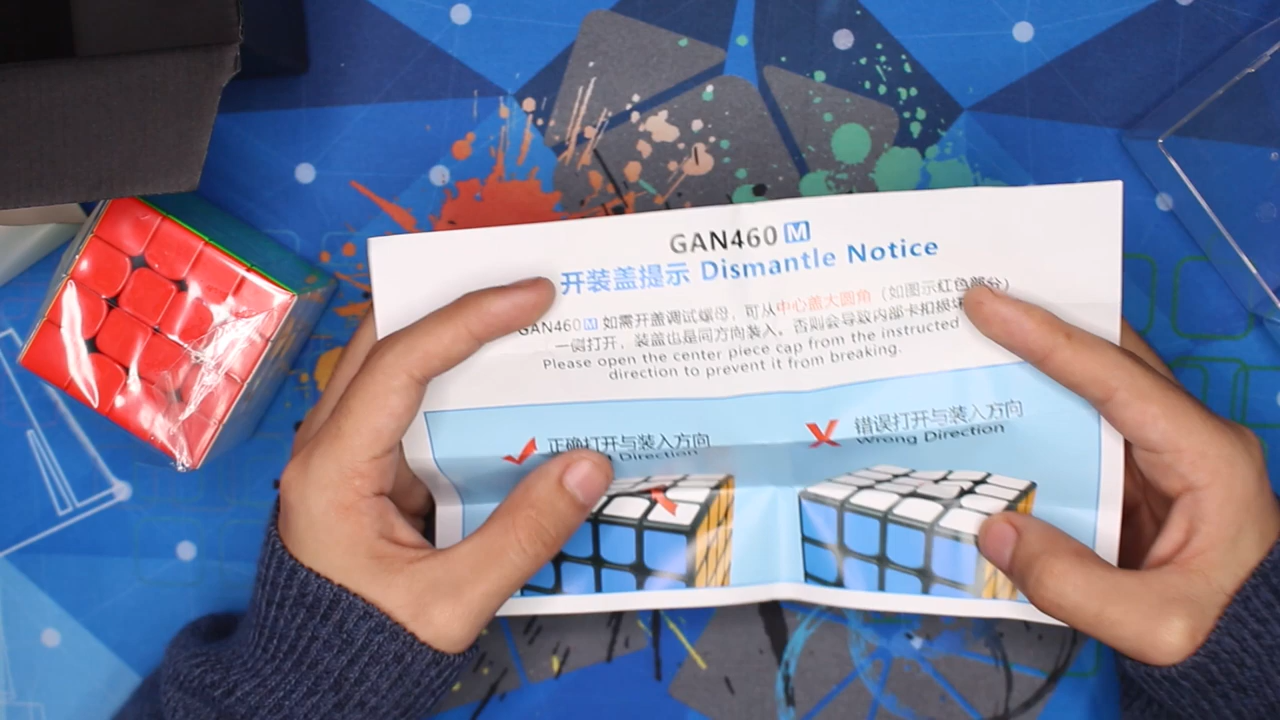 GAN460 M
开装盖提示 Dismantle Notice
GAN460 M 如需开盖调试螺母，可从中心盖大圆角（如图示红色部分）
一侧打开，装盖也是同方向装入。否则会导致内部卡扣损坏
Please open the center piece cap from the instructed
direction to prevent it from breaking.
正确打开与装入方向
Direction
错误打开与装入方向
Wrong Direction